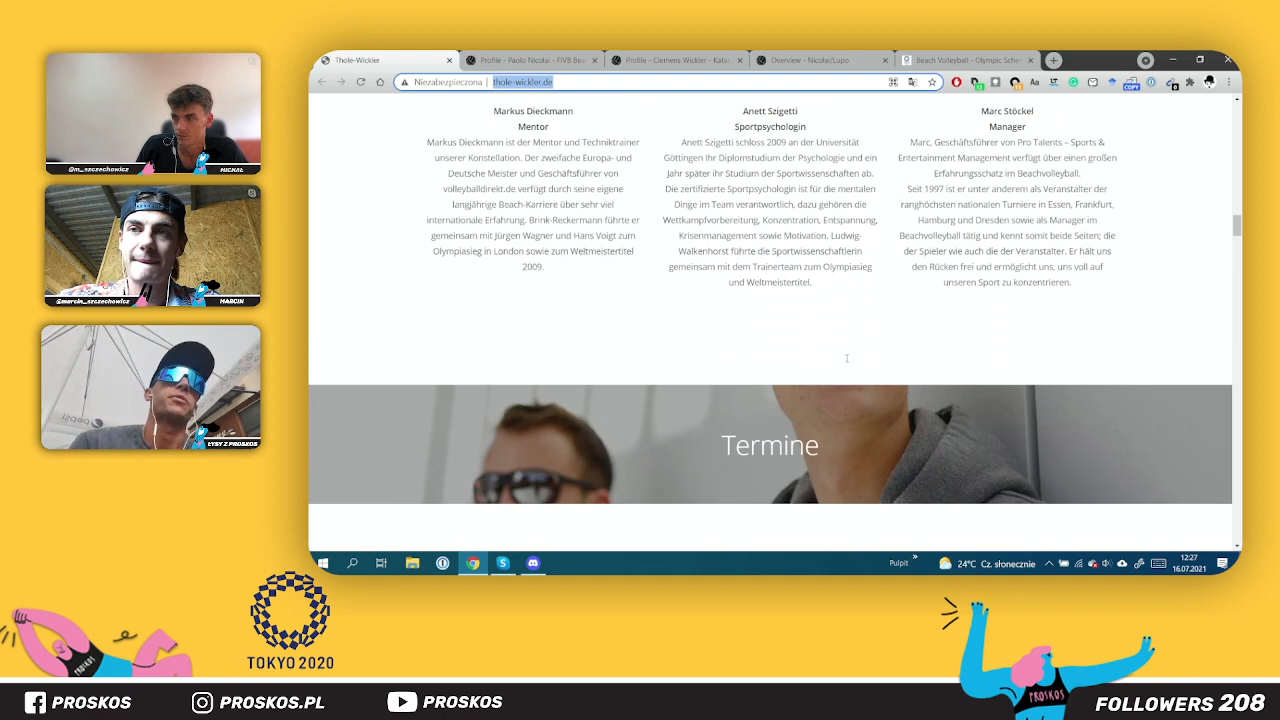 Thole-Wickler
Profile - Paolo Nicolai - FIVB Bea
Profile - Clemens Wickler - Kata
Overview - Nicolai/Lupo
Beach Volleyball - Olympic Sche
Niezabezpieczona | thole-wickler.de
Markus Dieckmann
Mentor
Markus Dieckmann ist der Mentor und Techniktrainer
unserer Konstellation. Der zweifache Europa- und
Deutsche Meister und Geschäftsführer von
volleyballdirekt.de verfügt durch seine eigene
langjährige Beach-Karriere über sehr viel
internationale Erfahrung. Brink-Reckermann führte er
gemeinsam mit Jürgen Wagner und Hans Voigt zum
Olympiasieg in London sowie zum Weltmeistertitel
2009.
Anett Szigetti
Sportpsychologin
Anett Szigetti schloss 2009 an der Universität
Göttingen Ihr Diplomstudium der Psychologie und ein
Jahr später ihr Studium der Sportwissenschaften ab.
Die zertifizierte Sportpsychologin ist für die mentalen
Dinge im Team verantwortlich, dazu gehören die
Wettkampfvorbereitung, Konzentration, Entspannung,
Krisenmanagement sowie Motivation. Ludwig-
Walkenhorst führte die Sportwissenschaftlerin
gemeinsam mit dem Trainerteam zum Olympiasieg
und Weltmeistertitel.
Marc Stöckel
Manager
Marc, Geschäftsführer von Pro Talents – Sports &
Entertainment Management verfügt über einen großen
Erfahrungsschatz im Beachvolleyball.
Seit 1997 ist er unter anderem als Veranstalter der
ranghöchsten nationalen Turniere in Essen, Frankfurt,
Hamburg und Dresden sowie als Manager im
Beachvolleyball tätig und kennt somit beide Seiten; die
der Spieler wie auch die der Veranstalter. Er hält uns
den Rücken frei und ermöglicht uns, uns voll auf
unseren Sport zu konzentrieren.
Termine
Pulpit
24°C Cz. słonecznie
12:27
16.07.2021
@m_szczechowicz
MICHAŁ
@marcin_szczechowicz
MARCIN
ŁYSY Z PROSKOS
TOKYO 2020
PROSKOS
PROSKOS
PROSKOS
PROSKOS.PL
PROSKOS
FOLLOWERS 208